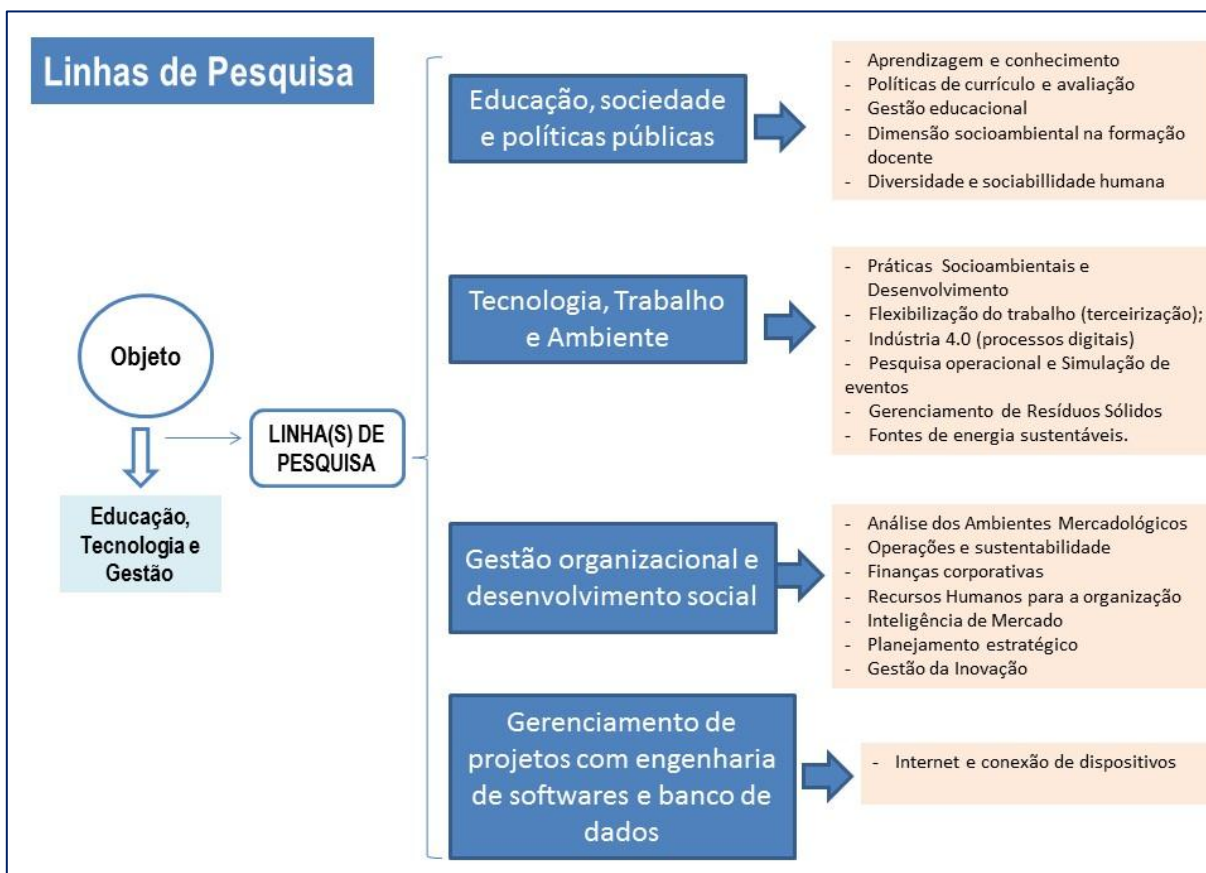 Linhas de Pesquisa
Objeto
Educação,
Tecnologia e
Gestão
LINHA(S) DE
PESQUISA
Educação, sociedade
e políticas públicas
- Aprendizagem e conhecimento
- Políticas de currículo e avaliação
- Gestão educacional
- Dimensão socioambiental na formação
docente
- Diversidade e sociabillidade humana
Tecnologia, Trabalho
e Ambiente
- Práticas Socioambientais e
Desenvolvimento
- Flexibilização do trabalho (terceirização);
- Indústria 4.0 (processos digitais)
- Pesquisa operacional e Simulação de
eventos
- Gerenciamento de Resíduos Sólidos
- Fontes de energia sustentáveis.
Gestão organizacional e
desenvolvimento social
- Análise dos Ambientes Mercadológicos
- Operações e sustentabilidade
- Finanças corporativas
- Recursos Humanos para a organização
- Inteligência de Mercado
- Planejamento estratégico
- Gestão da Inovação
Gerenciamento de
projetos com engenharia
de softwares e banco de
dados
- Internet e conexão de dispositivos